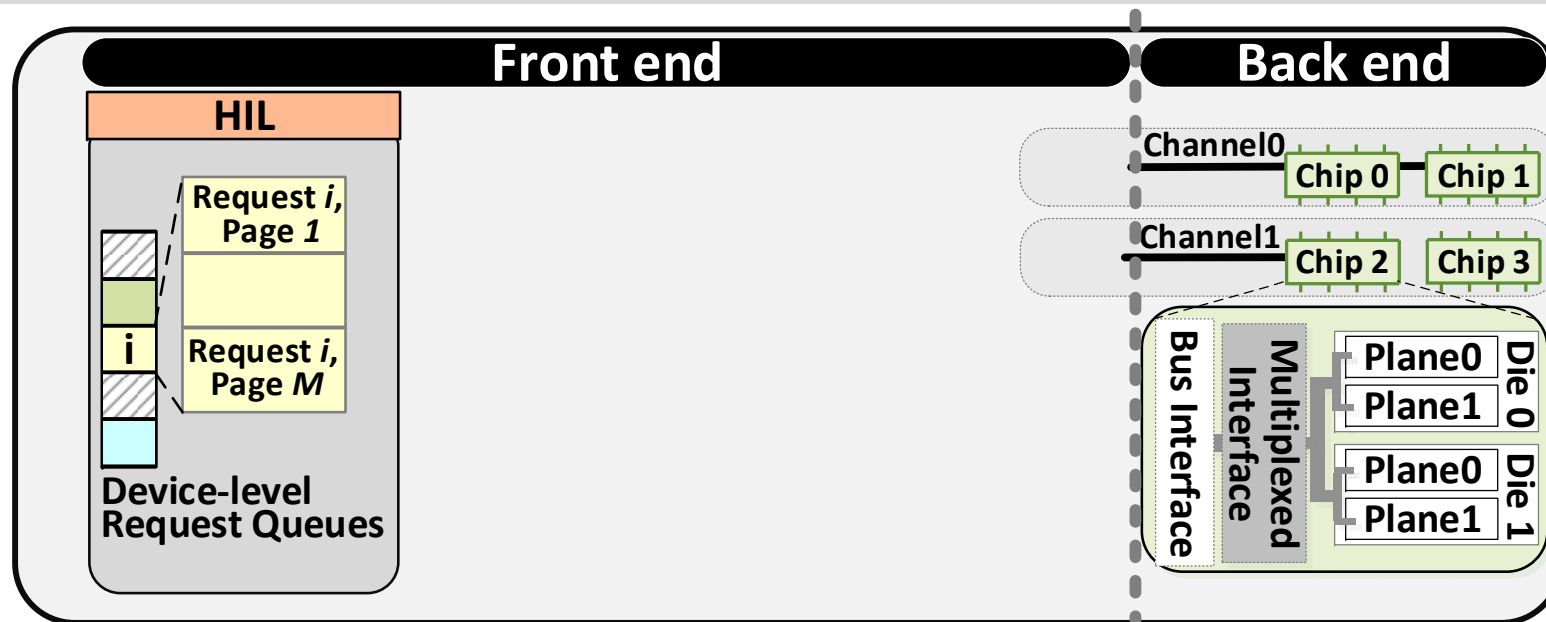 Front end
Back end
HIL
Request i,
Page 1
Request i,
Page M
i
Device-level
Request Queues
Channel0
Chip 0
Chip 1
Channel1
Chip 2
Chip 3
Bus Interface
Multiplexed
Interface
Plane0
Plane1
Die 0
Plane0
Plane1
Die 1